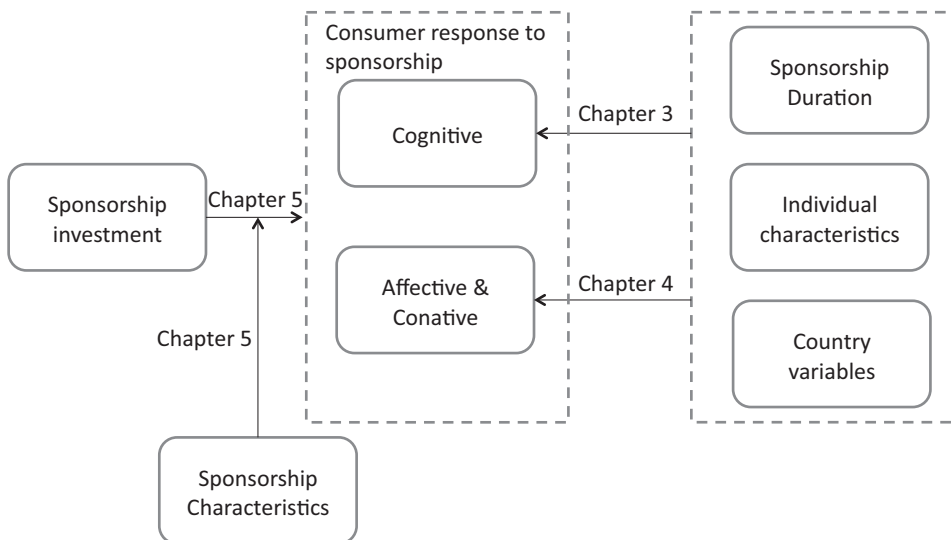 Consumer response to
sponsorship
Cognitive
Affective &
Conative
Sponsorship
investment
Chapter 5
Chapter 5
Sponsorship
Characteristics
Chapter 3
Chapter 4
Sponsorship
Duration
Individual
characteristics
Country
variables